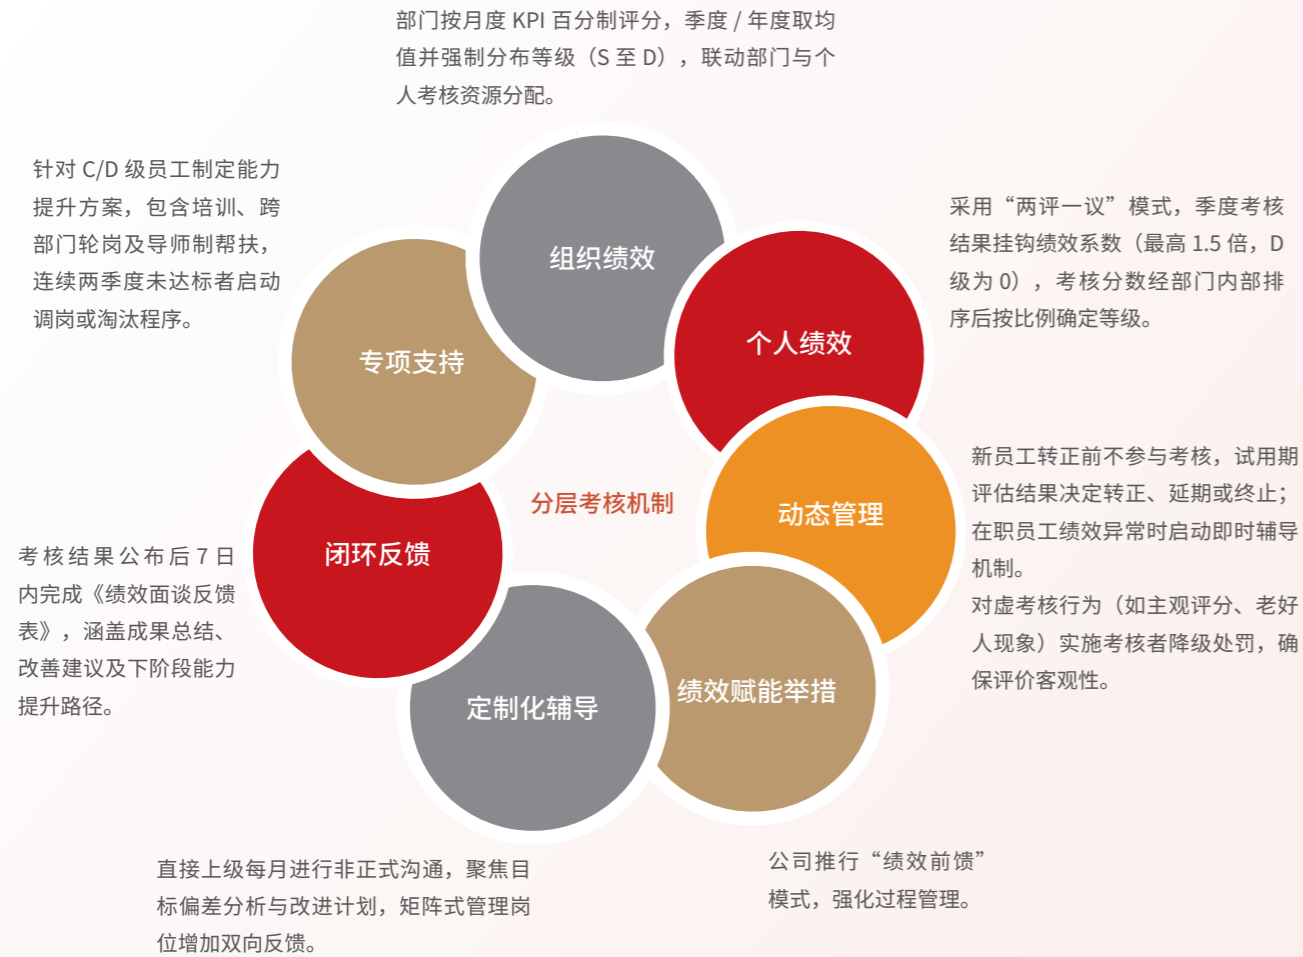 部门按月度 KPI 百分制评分，季度 / 年度取均
值并强制分布等级（S 至 D），联动部门与个
人考核资源分配。
组织绩效
采用“两评一议”模式，季度考核
结果挂钩绩效系数（最高 1.5 倍，D
级为 0），考核分数经部门内部排
序后按比例确定等级。
个人绩效
新员工转正前不参与考核，试用期
评估结果决定转正、延期或终止；
在职员工绩效异常时启动即时辅导
机制。
对虚考核行为（如主观评分、老好
人现象）实施考核者降级处罚，确
保评价客观性。
动态管理
绩效赋能举措
公司推行“绩效前馈”
模式，强化过程管理。
定制化辅导
直接上级每月进行非正式沟通，聚焦目
标偏差分析与改进计划，矩阵式管理岗
位增加双向反馈。
闭环反馈
考核结果公布后 7 日
内完成《绩效面谈反馈
表》，涵盖成果总结、
改善建议及下阶段能力
提升路径。
专项支持
针对 C/D 级员工制定能力
提升方案，包含培训、跨
部门轮岗及导师制帮扶，
连续两季度未达标者启动
调岗或淘汰程序。
分层考核机制